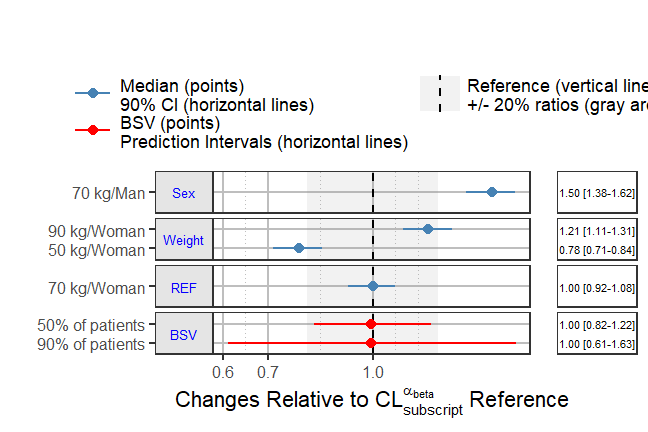 Median (points)
90% CI (horizontal lines)
BSV (points)
Prediction Intervals (horizontal lines)
Reference (vertical line
+/- 20% ratios (gray are
70 kg/Man Sex 1.50 [1.38-1.62]
90 kg/Woman Weight 1.21 [1.11-1.31]
50 kg/Woman 0.78 [0.71-0.84]
70 kg/Woman REF 1.00 [0.92-1.08]
50% of patients BSV 1.00 [0.82-1.22]
90% of patients 1.00 [0.61-1.63]
0.6 0.7 1.0
Changes Relative to CL αbeta subscript Reference